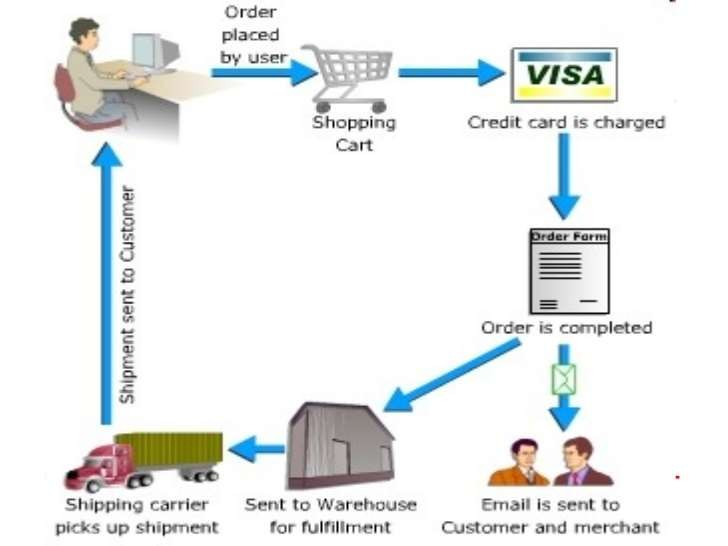 Order
placed
by user
Shopping
Cart
VISA
Credit card is charged
Order Form
Order is completed
Shipment sent to Customer
Shipping carrier
picks up shipment
Sent to Warehouse
for fulfillment
Email is sent to
Customer and merchant